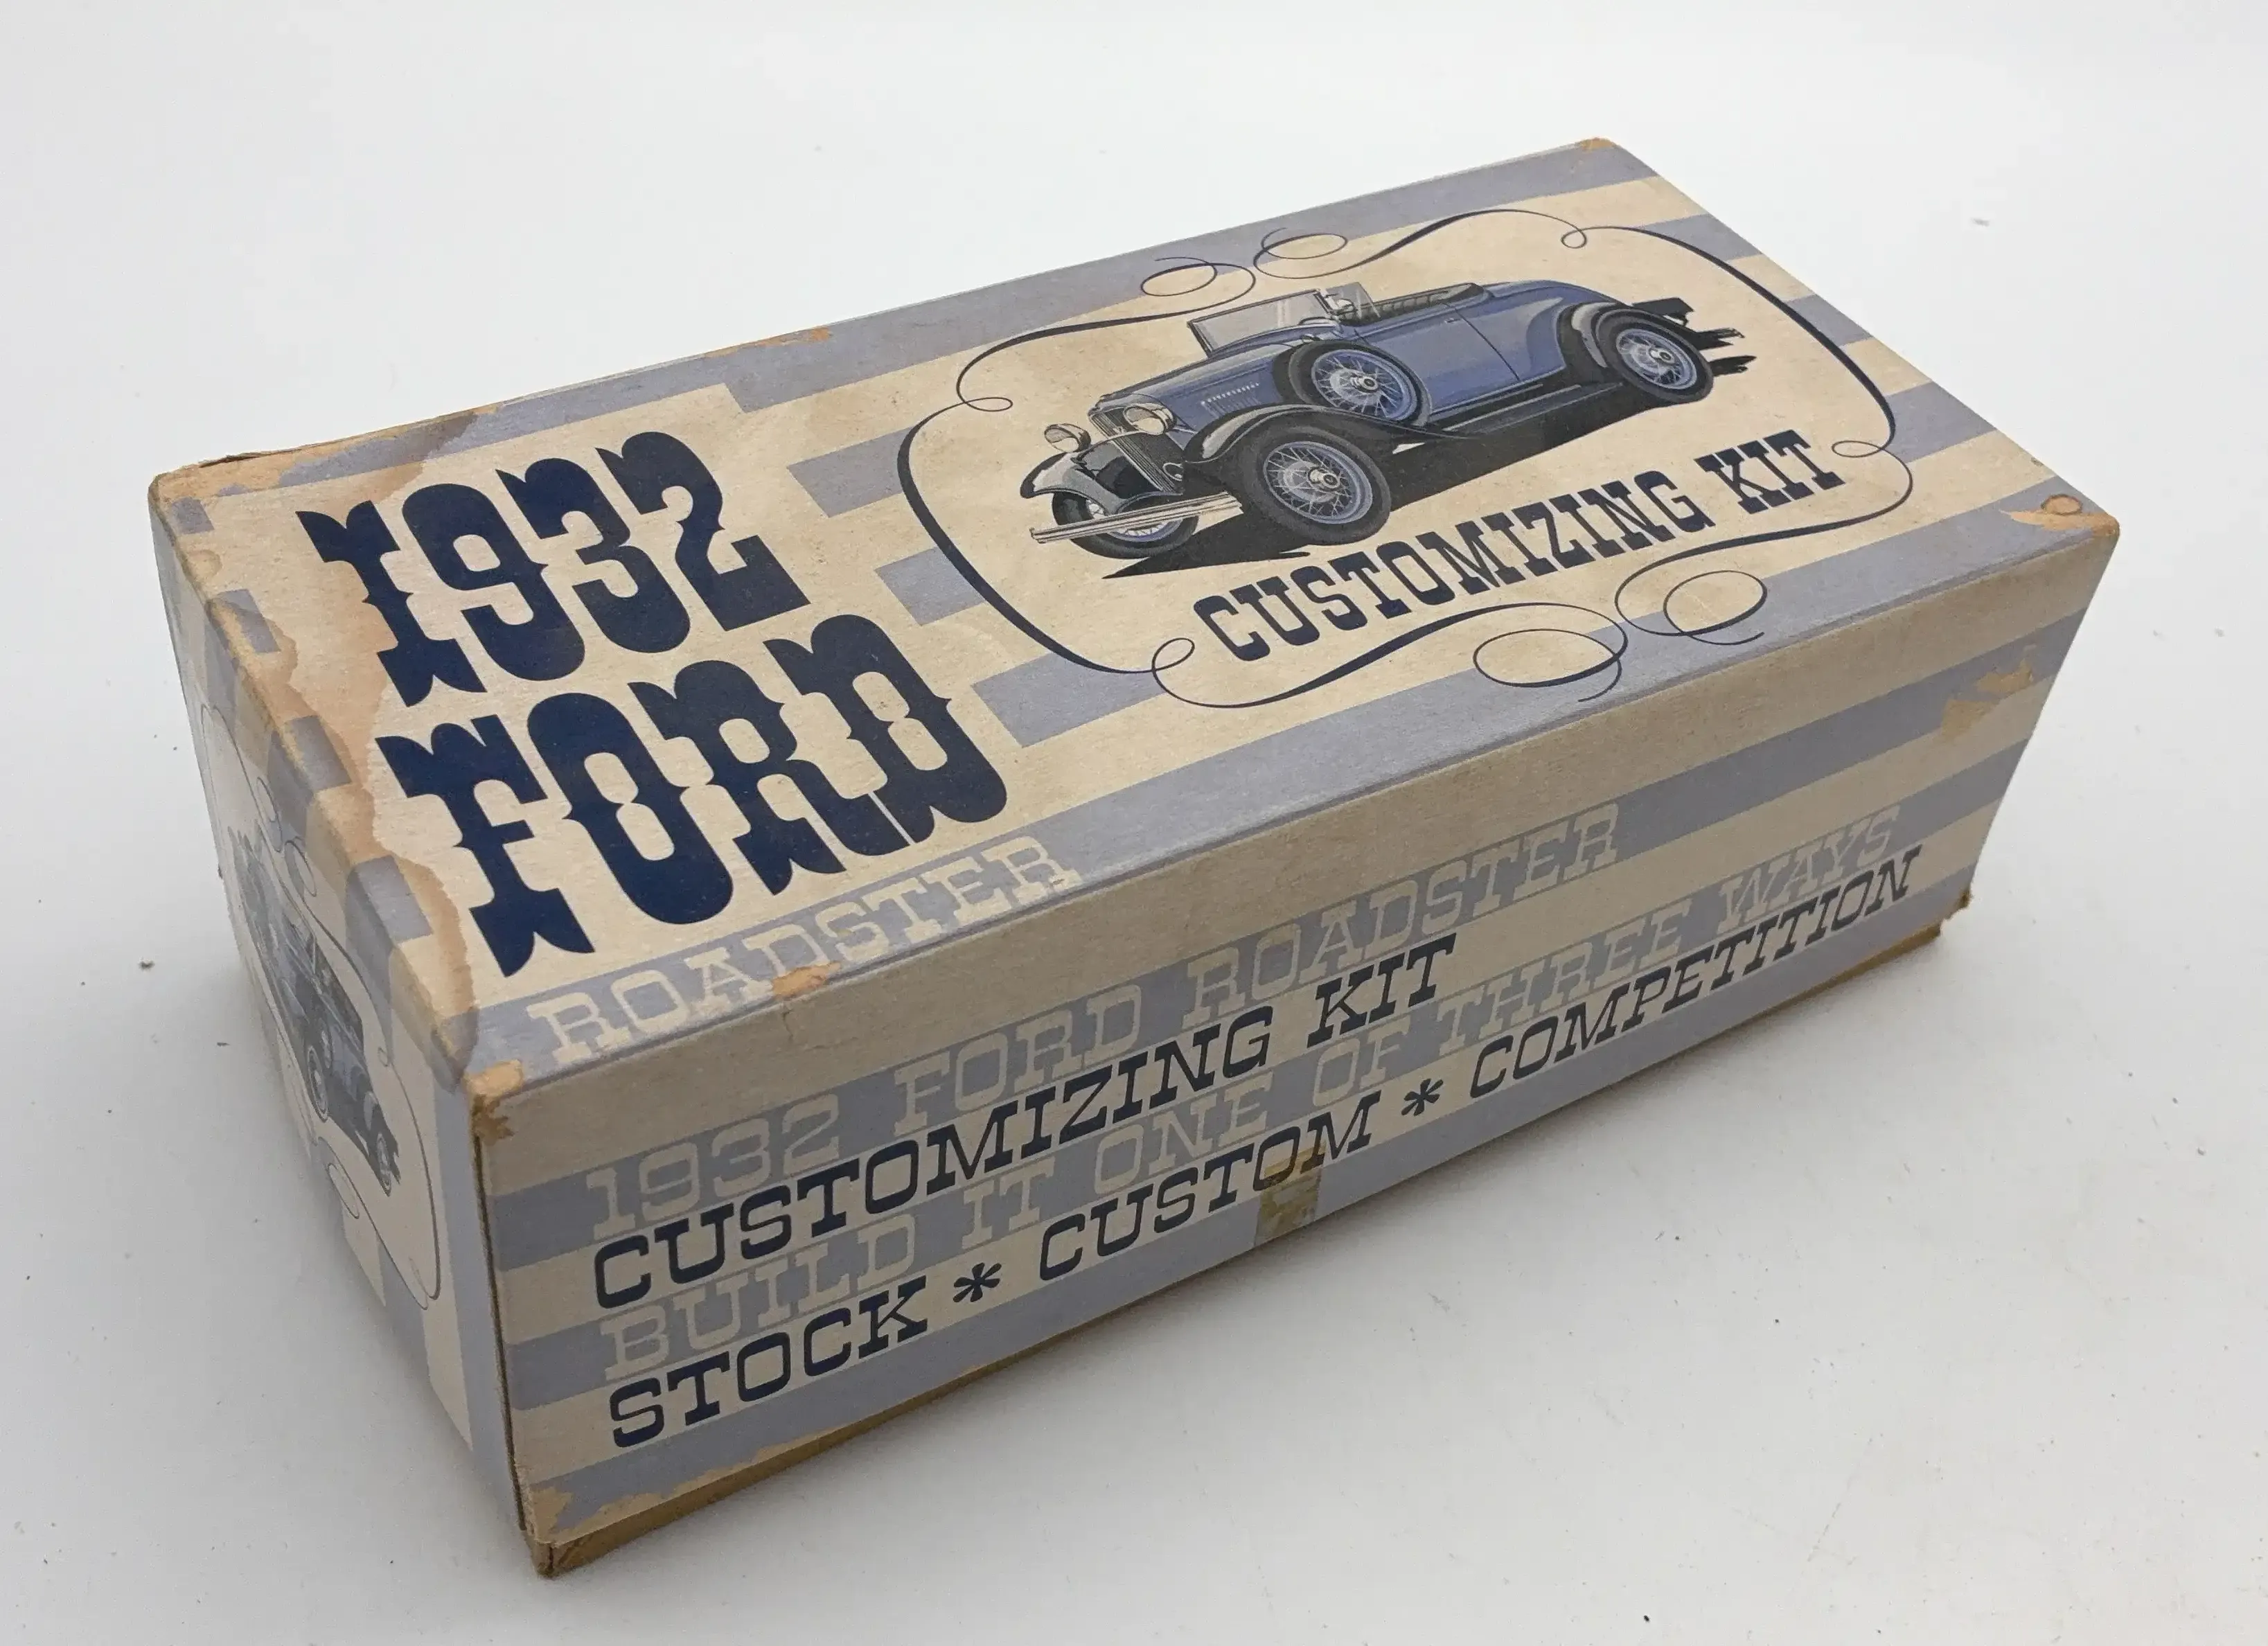 1932
FORD
ROADSTER
CUSTOMIZING KIT
1932 FORD ROADSTER
CUSTOMIZING KIT
BUILD IT ONE OF THREE WAYS
STOCK * CUSTOM * COMPETITION